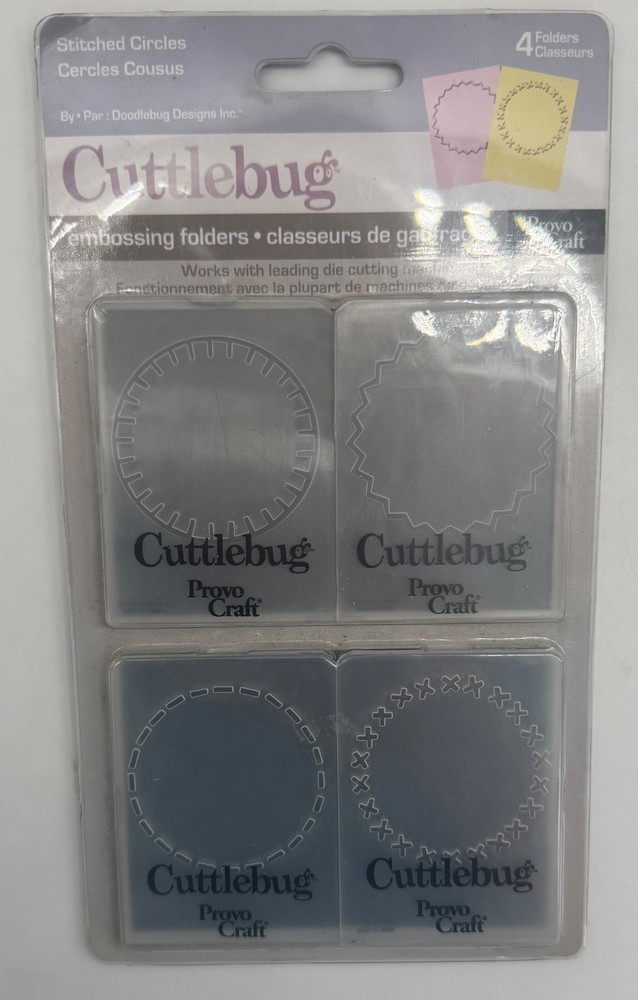 Stitched Circles
Cercles Cousus
4 Folders
Classeurs
By • Par : Doodlebug Designs Inc.™
Cuttlebug
embossing folders • classeurs de
Provo
Craft
Works with leading die cutting
Fonctionnement avec la plupart de machines
Cuttlebug
Provo
Craft®
Cuttlebug
Provo
Craft®
Cuttlebug
Provo
Craft®
Cuttlebug
Provo
Craft®